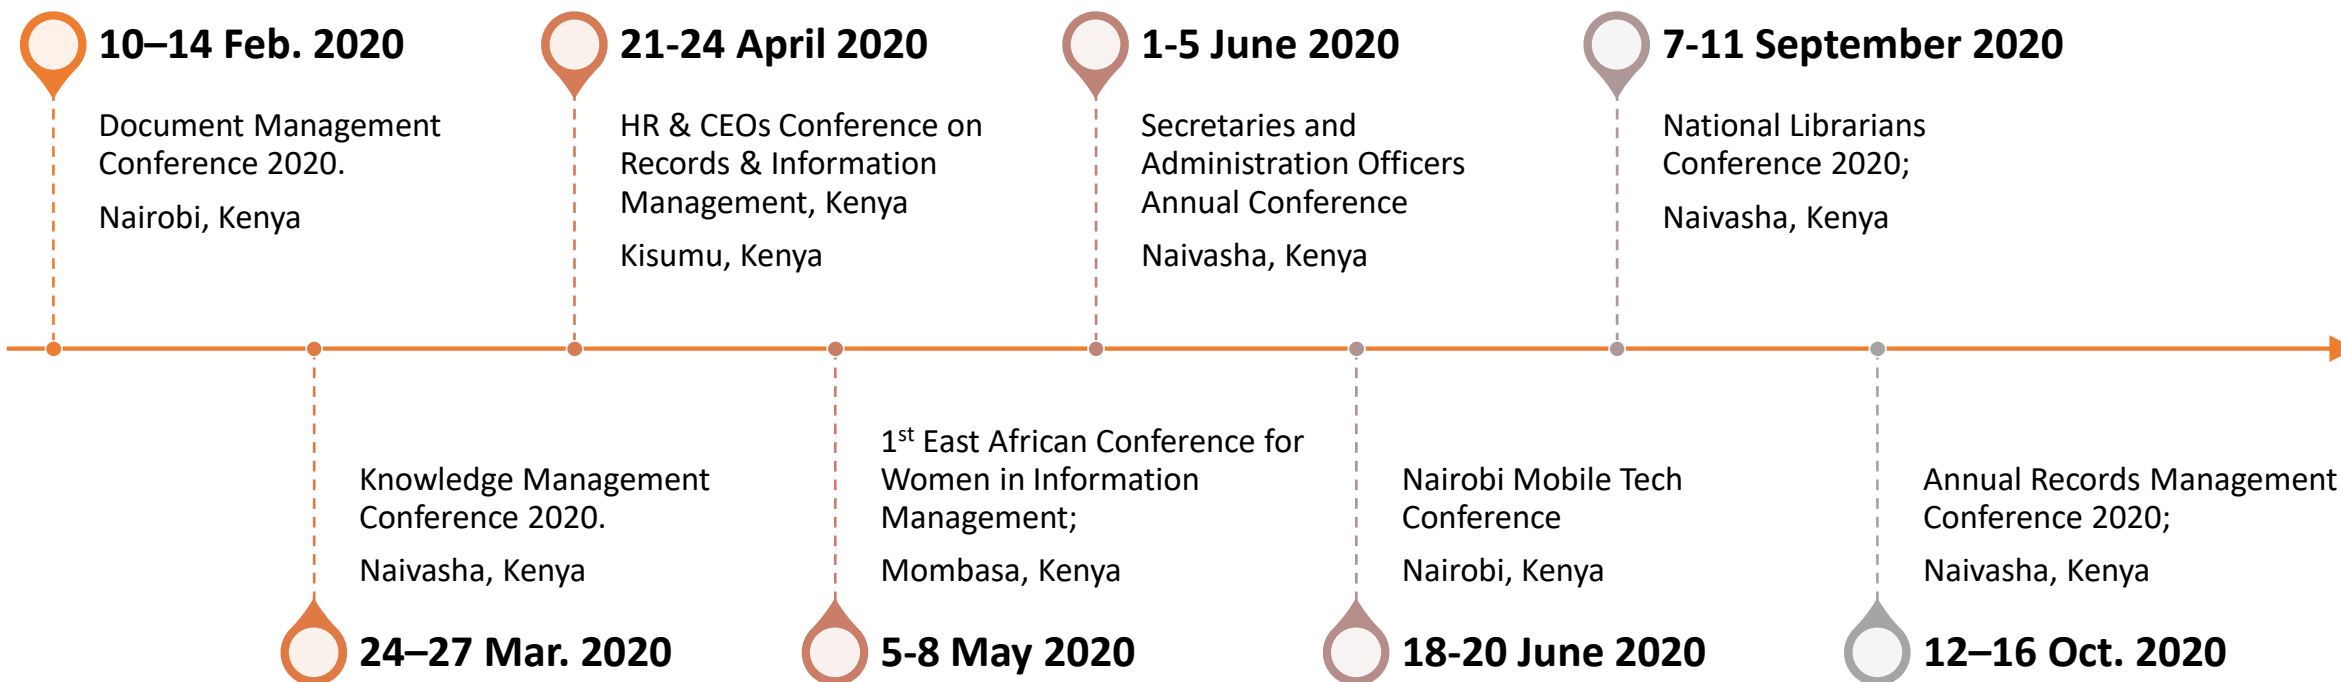 10–14 Feb. 2020
Document Management
Conference 2020.
Nairobi, Kenya
21-24 April 2020
HR & CEOs Conference on
Records & Information
Management, Kenya
Kisumu, Kenya
1-5 June 2020
Secretaries and
Administration Officers
Annual Conference
Naivasha, Kenya
7-11 September 2020
National Librarians
Conference 2020;
Naivasha, Kenya
Knowledge Management
Conference 2020.
Naivasha, Kenya
24–27 Mar. 2020
1st East African Conference for
Women in Information
Management;
Mombasa, Kenya
5-8 May 2020
Nairobi Mobile Tech
Conference
Nairobi, Kenya
18-20 June 2020
Annual Records Management
Conference 2020;
Naivasha, Kenya
12–16 Oct. 2020